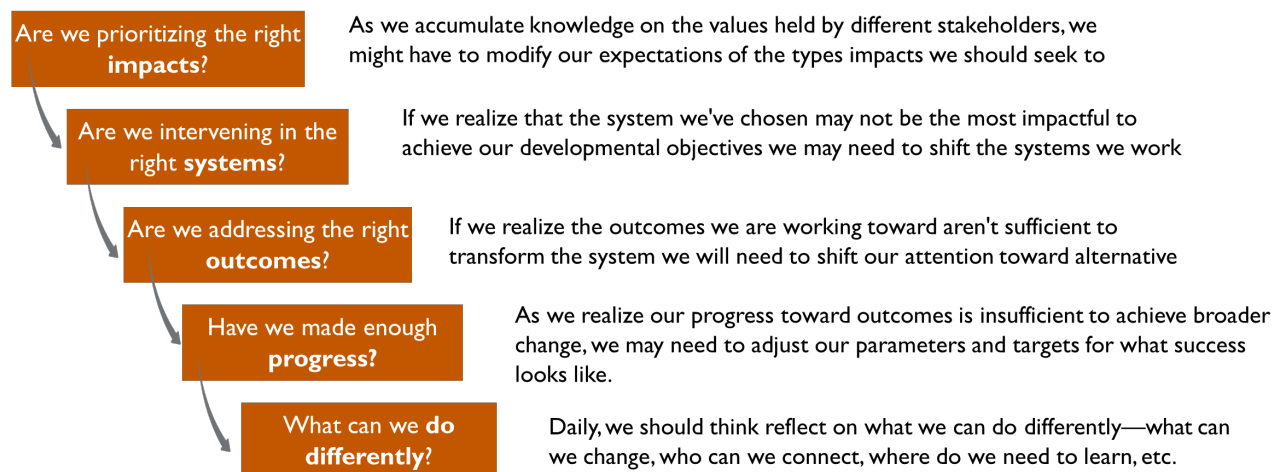 Are we prioritizing the right
impacts?
As we accumulate knowledge on the values held by different stakeholders, we
might have to modify our expectations of the types impacts we should seek to
Are we intervening in the
right systems?
If we realize that the system we've chosen may not be the most impactful to
achieve our developmental objectives we may need to shift the systems we work
Are we addressing the right
outcomes?
If we realize the outcomes we are working toward aren't sufficient to
transform the system we will need to shift our attention toward alternative
Have we made enough
progress?
As we realize our progress toward outcomes is insufficient to achieve broader
change, we may need to adjust our parameters and targets for what success
looks like.
What can we do
differently?
Daily, we should think reflect on what we can do differently—what can
we change, who can we connect, where do we need to learn, etc.